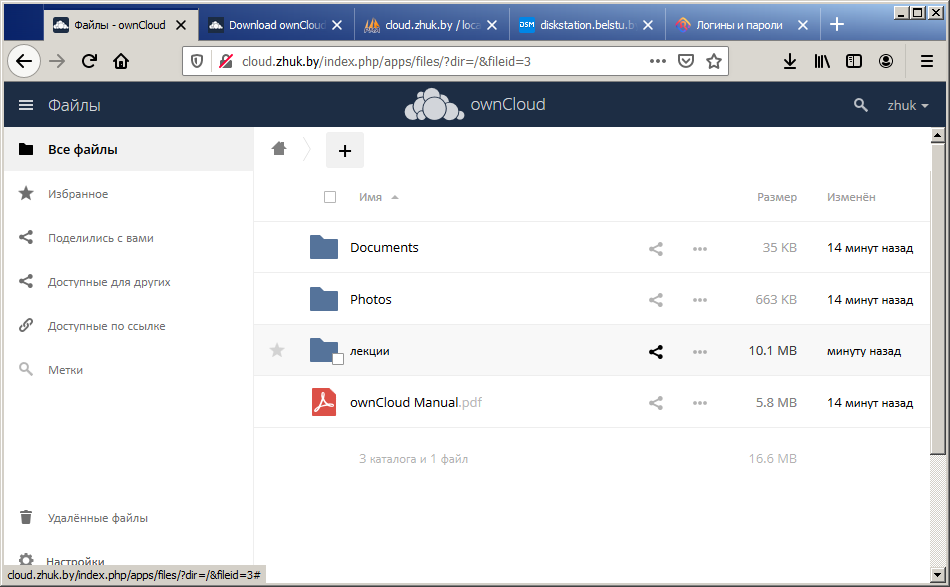 Файлы - ownCloud
Download ownClou
cloud.zhuk.by / loca
DSM diskstation.belstu.b
Логины и пароли
cloud.zhuk.by/index.php/apps/files/?dir=/&fileid=3
Файлы
ownCloud
zhuk
Все файлы
Избранное
Поделились с вами
Доступные для других
Доступные по ссылке
Метки
Имя Размер Изменён
Documents 35 KB 14 минут назад
Photos 663 KB 14 минут назад
лекции 10.1 MB минуту назад
ownCloud Manual.pdf 5.8 MB 14 минут назад
3 каталога и 1 файл 16.6 MB
Удалённые файлы
Настройки
cloud.zhuk.by/index.php/apps/files/?dir=/&fileid=3#